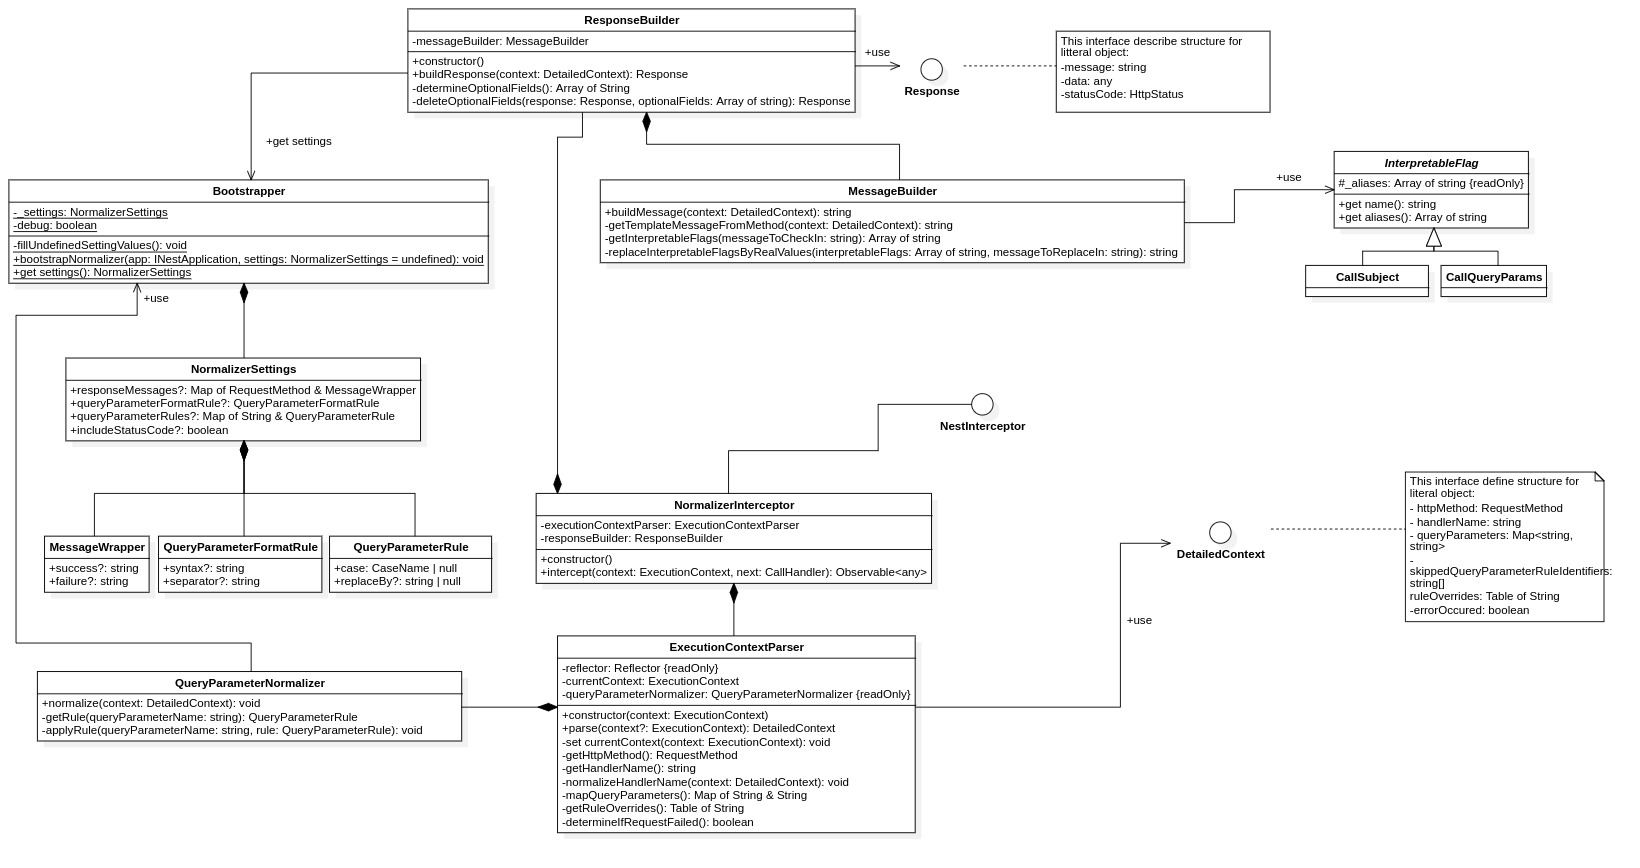 ResponseBuilder
-messageBuilder: MessageBuilder
+constructor()
+buildResponse(context: DetailedContext): Response
-determineOptionalFields(): Array of String
-deleteOptionalFields(response: Response, optionalFields: Array of string): Response
+use
Response
This interface describe structure for
litteral object:
-message: string
-data: any
-statusCode: HttpStatus
+get settings
Bootstrapper
-_settings: NormalizerSettings
-debug: boolean
-fillUndefinedSettingValues(): void
+bootstrapNormalizer(app: INestApplication, settings: NormalizerSettings = undefined): void
+get settings(): NormalizerSettings
+use
MessageBuilder
+buildMessage(context: DetailedContext): string
-getTemplateMessageFromMethod(context: DetailedContext): string
-getInterpretableFlags(messageToCheckIn: string): Array of string
-replaceInterpretableFlagsByRealValues(interpretableFlags: Array of string, messageToReplaceIn: string): string
+use
InterpretableFlag
#_aliases: Array of string {readOnly}
+get name(): string
+get aliases(): Array of string
CallSubject
CallQueryParams
NormalizerSettings
+responseMessages?: Map of RequestMethod & MessageWrapper
+queryParameterFormatRule?: QueryParameterFormatRule
+queryParameterRules?: Map of String & QueryParameterRule
+includeStatusCode?: boolean
MessageWrapper
+success?: string
+failure?: string
QueryParameterFormatRule
+syntax?: string
+separator?: string
QueryParameterRule
+case: CaseName | null
+replaceBy?: string | null
NestInterceptor
NormalizerInterceptor
-executionContextParser: ExecutionContextParser
-responseBuilder: ResponseBuilder
+constructor()
+intercept(context: ExecutionContext, next: CallHandler): Observable<any>
DetailedContext
This interface define structure for
literal object:
- httpMethod: RequestMethod
- handlerName: string
- queryParameters: Map<string,
string>
-
skippedQueryParameterRuleIdentifiers:
string[]
ruleOverrides: Table of String
-errorOccured: boolean
+use
QueryParameterNormalizer
+normalize(context: DetailedContext): void
-getRule(queryParameterName: string): QueryParameterRule
-applyRule(queryParameterName: string, rule: QueryParameterRule): void
ExecutionContextParser
-reflector: Reflector {readOnly}
-currentContext: ExecutionContext
-queryParameterNormalizer: QueryParameterNormalizer {readOnly}
+constructor(context: ExecutionContext)
+parse(context?: ExecutionContext): DetailedContext
-set currentContext(context: ExecutionContext): void
-getHttpMethod(): RequestMethod
-getHandlerName(): string
-normalizeHandlerName(context: DetailedContext): void
-mapQueryParameters(): Map of String & String
-getRuleOverrides(): Table of String
-determineIfRequestFailed(): boolean